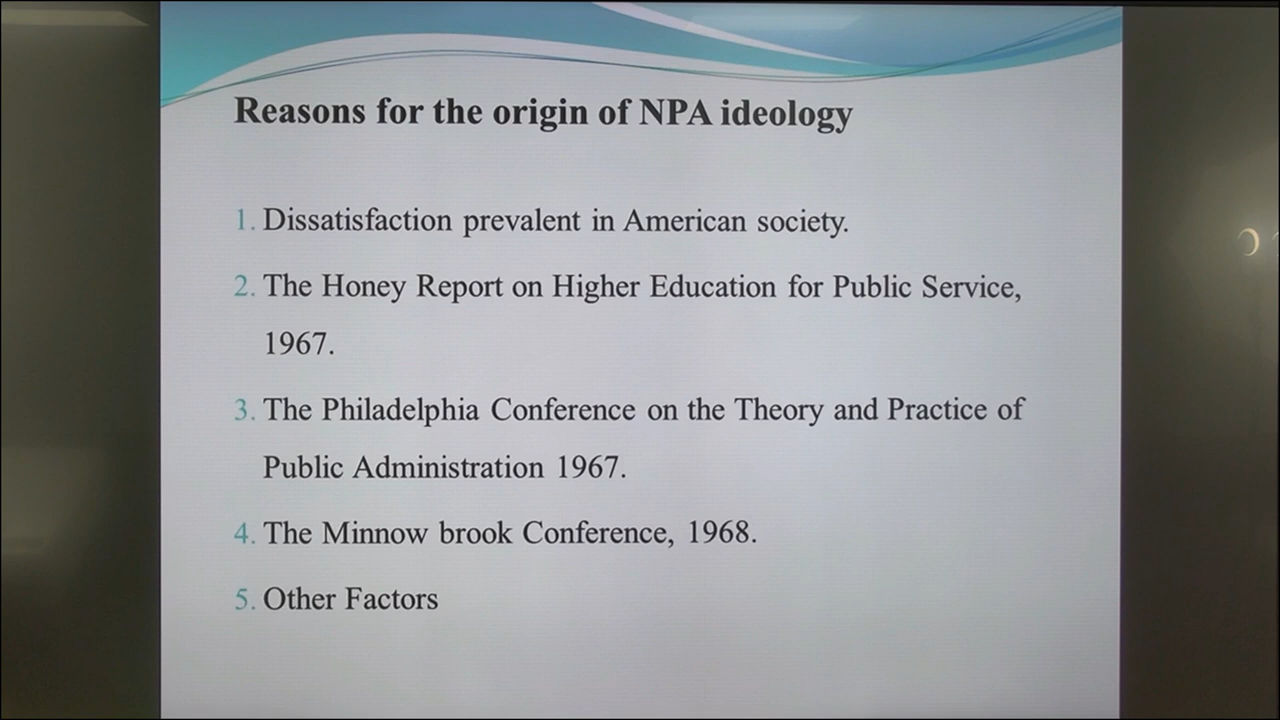 Reasons for the origin of NPA ideology
1. Dissatisfaction prevalent in American society.
2. The Honey Report on Higher Education for Public Service,
1967.
3. The Philadelphia Conference on the Theory and Practice of
Public Administration 1967.
4. The Minnow brook Conference, 1968.
5. Other Factors